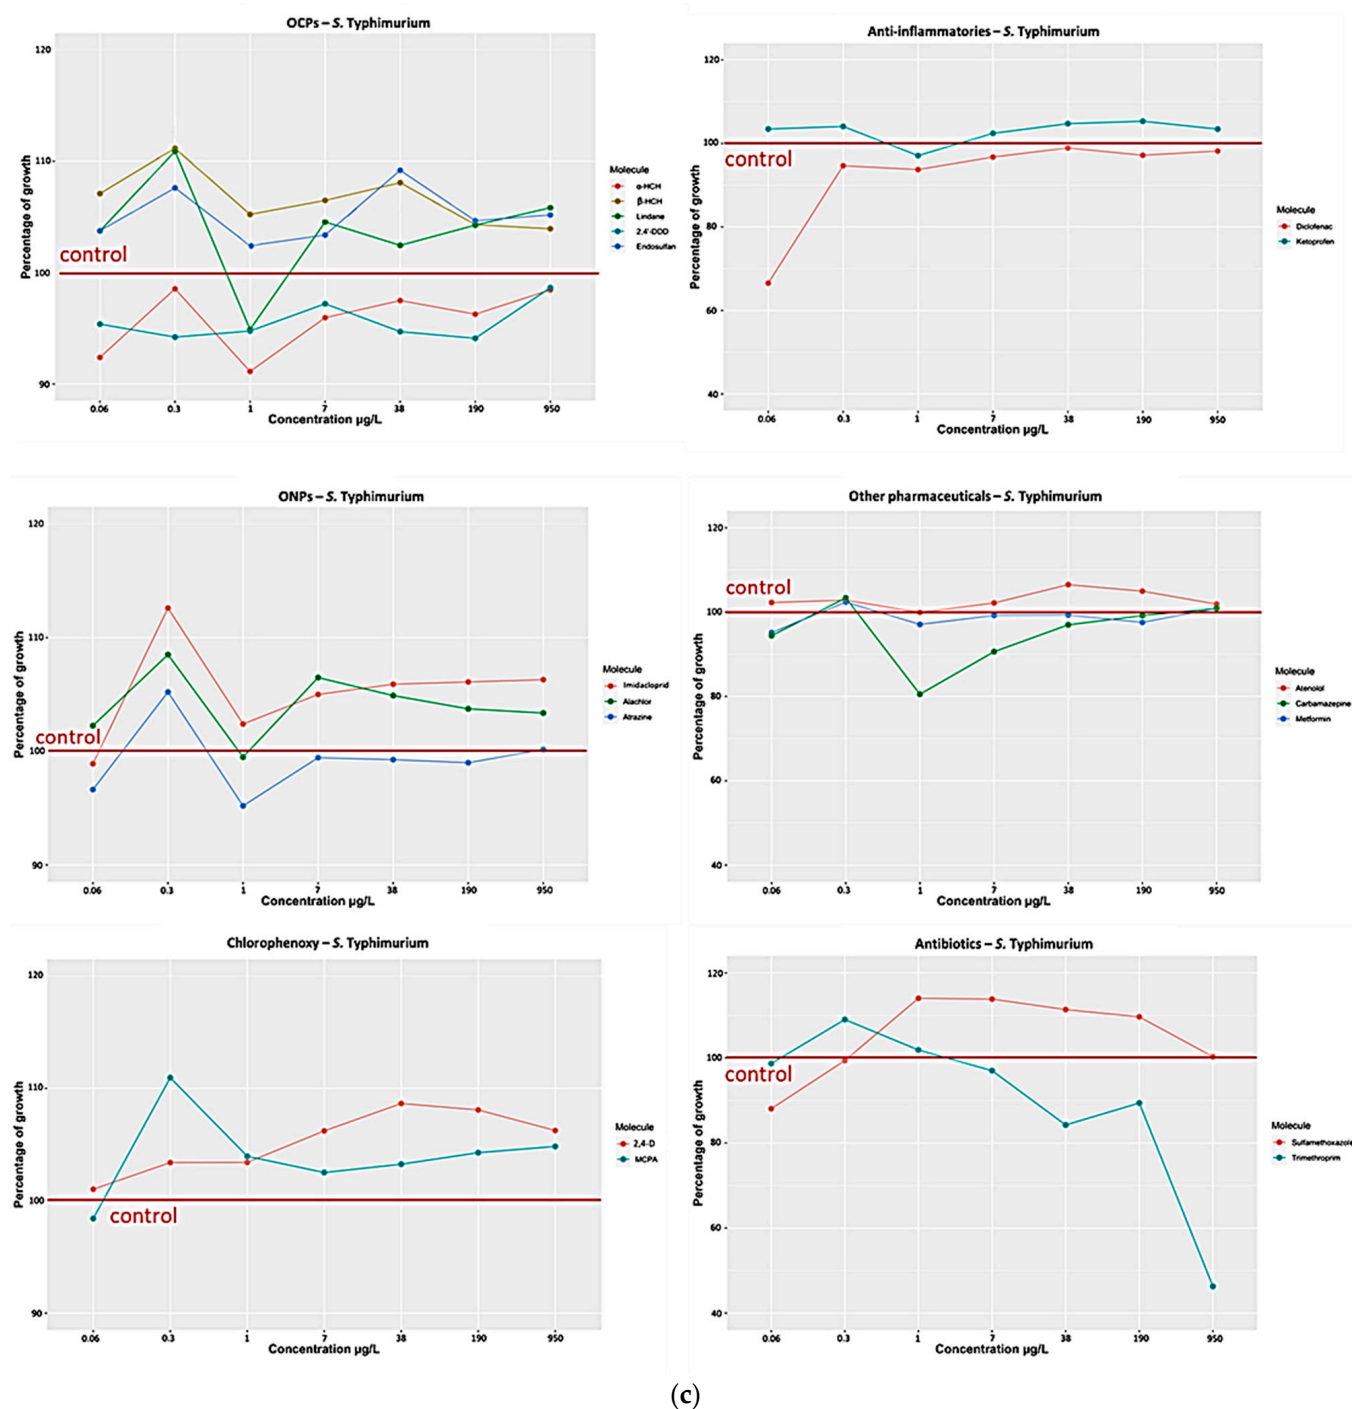 OCPs – S. Typhimurium
Percentage of growth
120
110
100
90
control
0.06 0.3 1 7 38 190 950
Concentration µg/L
Molecule
α-HCH
β-HCH
Lindane
2,4'-DDD
Endosulfan
Anti-inflammatories – S. Typhimurium
Percentage of growth
120
100
80
60
40
control
0.06 0.3 1 7 38 190 950
Concentration µg/L
Molecule
Diclofenac
Ketoprofen
ONPs – S. Typhimurium
Percentage of growth
120
110
100
90
control
0.06 0.3 1 7 38 190 950
Concentration µg/L
Molecule
Imidacloprid
Alachlor
Atrazine
Other pharmaceuticals – S. Typhimurium
Percentage of growth
120
100
80
60
40
control
0.06 0.3 1 7 38 190 950
Concentration µg/L
Molecule
Atenolol
Carbamazepine
Metformin
Chlorophenoxy – S. Typhimurium
Percentage of growth
120
110
100
90
control
0.06 0.3 1 7 38 190 950
Concentration µg/L
Molecule
2,4-D
MCPA
Antibiotics – S. Typhimurium
Percentage of growth
120
100
80
60
40
control
0.06 0.3 1 7 38 190 950
Concentration µg/L
Molecule
Sulfamethoxazole
Trimethroprim
(c)